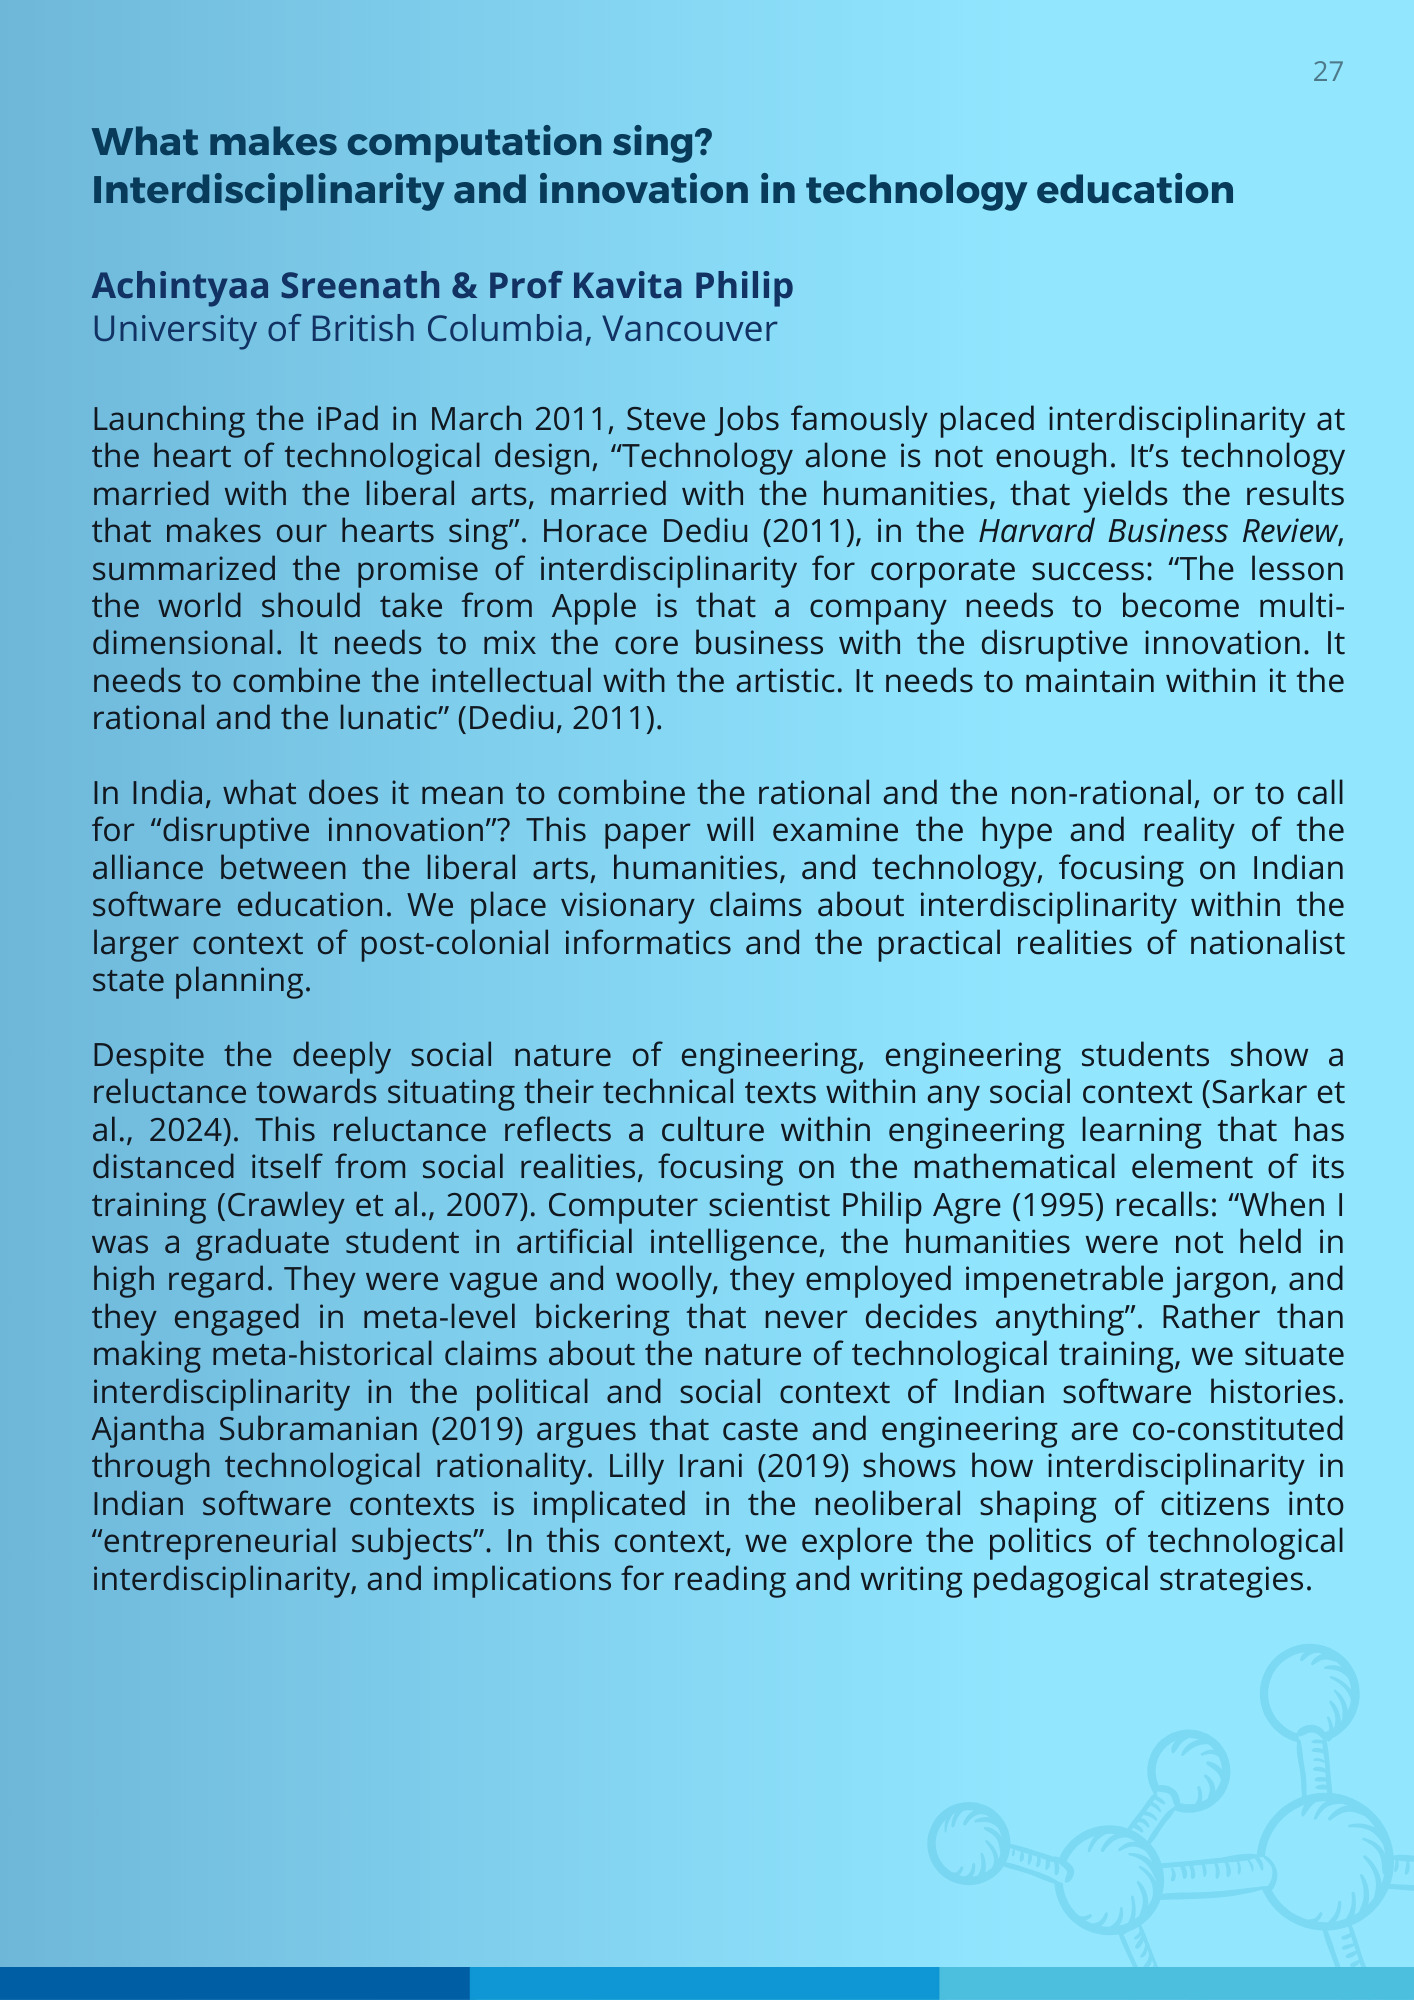 27
What makes computation sing?
Interdisciplinarity and innovation in technology education
Achintyaa Sreenath & Prof Kavita Philip
University of British Columbia, Vancouver
Launching the iPad in March 2011, Steve Jobs famously placed interdisciplinarity at
the heart of technological design, “Technology alone is not enough. It’s technology
married with the liberal arts, married with the humanities, that yields the results
that makes our hearts sing”. Horace Dediu (2011), in the Harvard Business Review,
summarized the promise of interdisciplinarity for corporate success: “The lesson
the world should take from Apple is that a company needs to become multi-
dimensional. It needs to mix the core business with the disruptive innovation. It
needs to combine the intellectual with the artistic. It needs to maintain within it the
rational and the lunatic” (Dediu, 2011).
In India, what does it mean to combine the rational and the non-rational, or to call
for “disruptive innovation”? This paper will examine the hype and reality of the
alliance between the liberal arts, humanities, and technology, focusing on Indian
software education. We place visionary claims about interdisciplinarity within the
larger context of post-colonial informatics and the practical realities of nationalist
state planning.
Despite the deeply social nature of engineering, engineering students show a
reluctance towards situating their technical texts within any social context (Sarkar et
al., 2024). This reluctance reflects a culture within engineering learning that has
distanced itself from social realities, focusing on the mathematical element of its
training (Crawley et al., 2007). Computer scientist Philip Agre (1995) recalls: “When I
was a graduate student in artificial intelligence, the humanities were not held in
high regard. They were vague and woolly, they employed impenetrable jargon, and
they engaged in meta-level bickering that never decides anything”. Rather than
making meta-historical claims about the nature of technological training, we situate
interdisciplinarity in the political and social context of Indian software histories.
Ajantha Subramanian (2019) argues that caste and engineering are co-constituted
through technological rationality. Lilly Irani (2019) shows how interdisciplinarity in
Indian software contexts is implicated in the neoliberal shaping of citizens into
“entrepreneurial subjects”. In this context, we explore the politics of technological
interdisciplinarity, and implications for reading and writing pedagogical strategies.